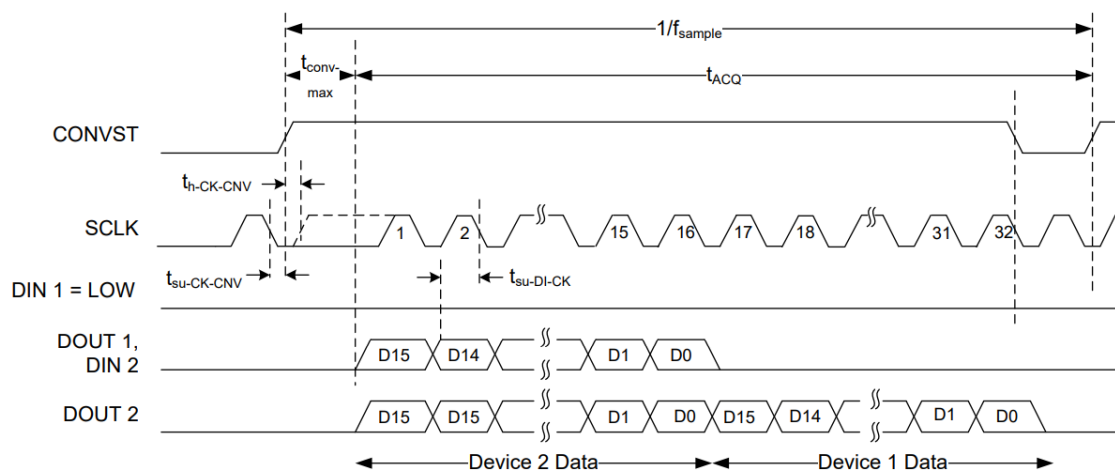 1/fsample
tconv-max
tACQ
CONVST
th-CK-CNV
SCLK
1 2 15 16 17 18 31 32
tsu-CK-CNV
tsu-DI-CK
DIN 1 = LOW
DOUT 1,
DIN 2
D15 D14 D1 D0
DOUT 2
D15 D15 D1 D0 D15 D14 D1 D0
Device 2 Data
Device 1 Data